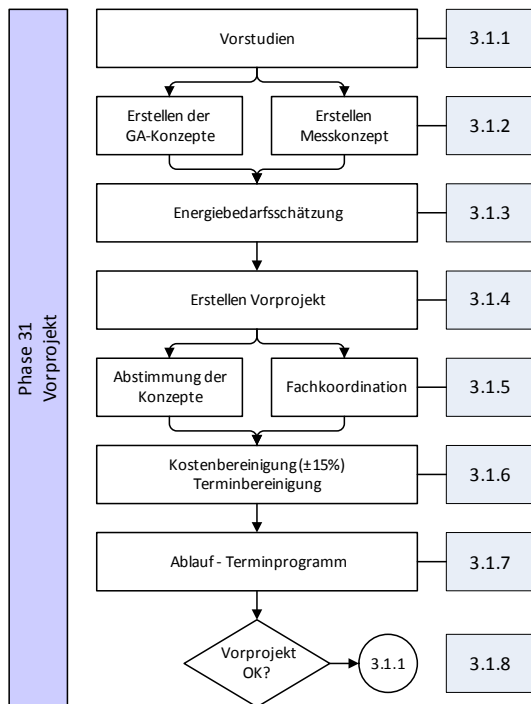 Phase 31
Vorprojekt
Vorstudien
3.1.1
Erstellen der
GA-Konzepte
Erstellen
Messkonzept
3.1.2
Energiebedarfsschätzung
3.1.3
Erstellen Vorprojekt
3.1.4
Abstimmung der
Konzepte
Fachkoordination
3.1.5
Kostenbereinigung (±15%)
Terminbereinigung
3.1.6
Ablauf - Terminprogramm
3.1.7
Vorprojekt
OK?
3.1.1
3.1.8